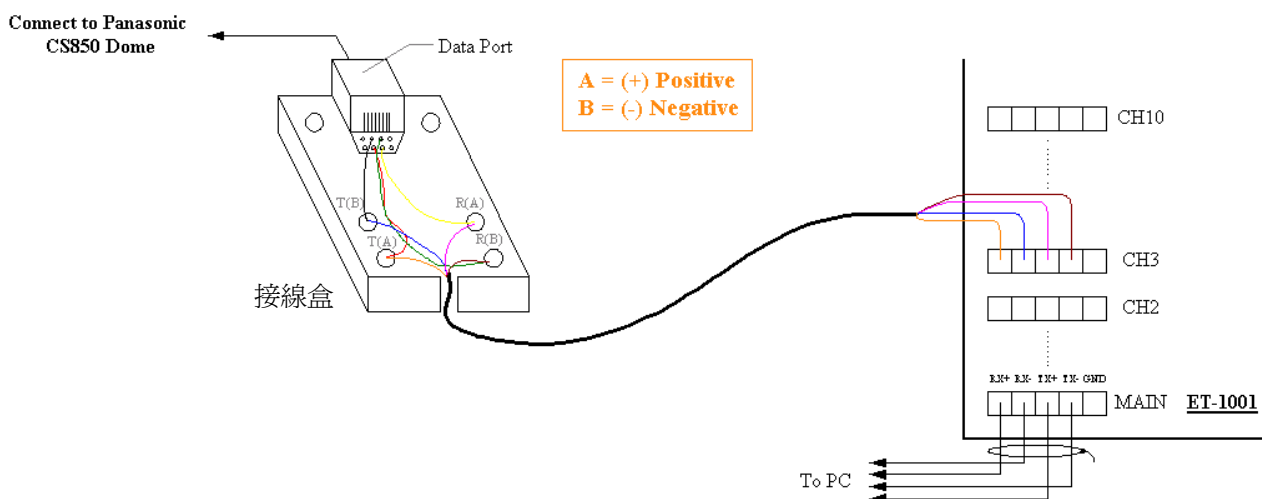 Connect to Panasonic
CS850 Dome
Data Port
A = (+) Positive
B = (-) Negative
CH10
T(B)
R(A)
T(A)
R(B)
CH3
接線盒
CH2
RX+ RX- TX+ TX- GND
MAIN ET-1001
To PC